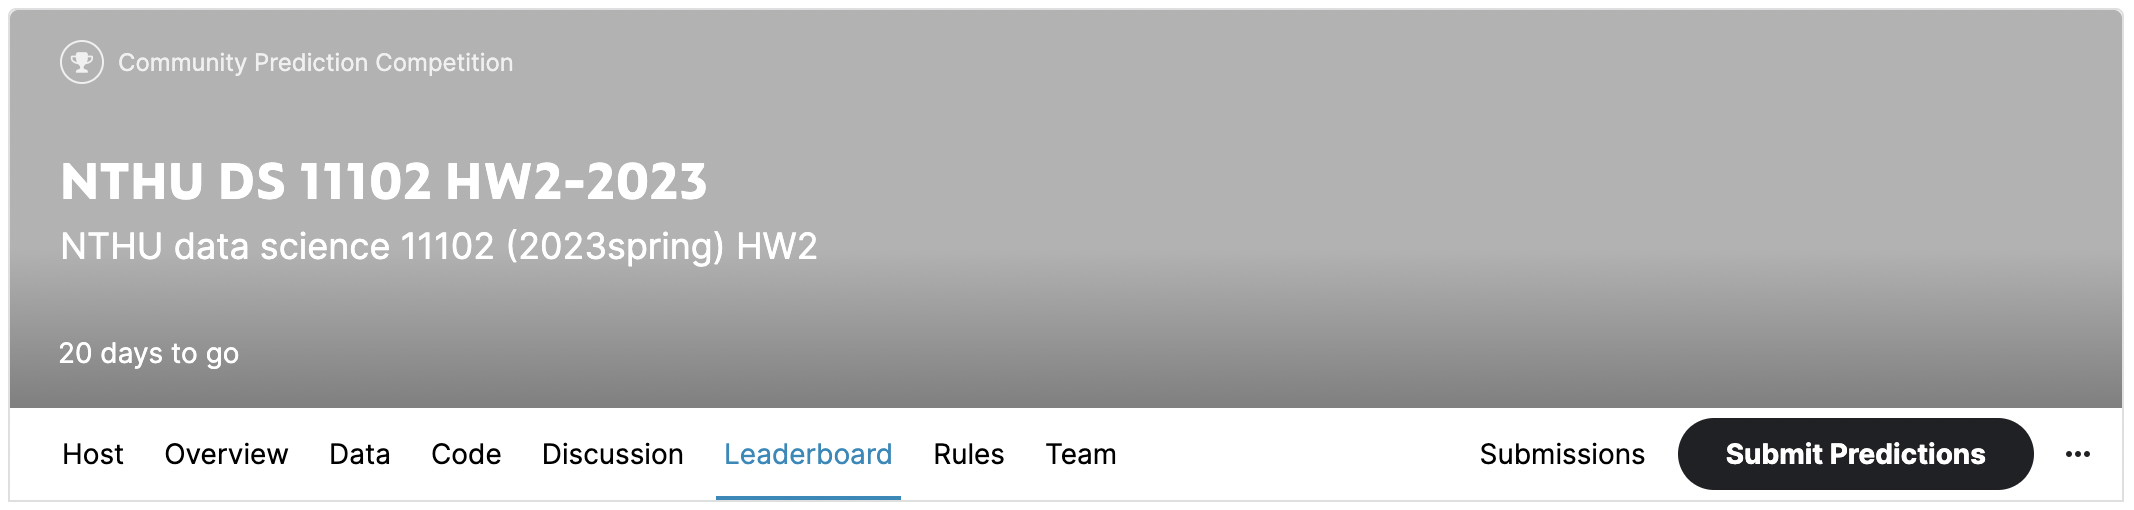 Community Prediction Competition
NTHU DS 11102 HW2-2023
NTHU data science 11102 (2023spring) HW2
20 days to go
Host Overview Data Code Discussion Leaderboard Rules Team Submissions Submit Predictions ···